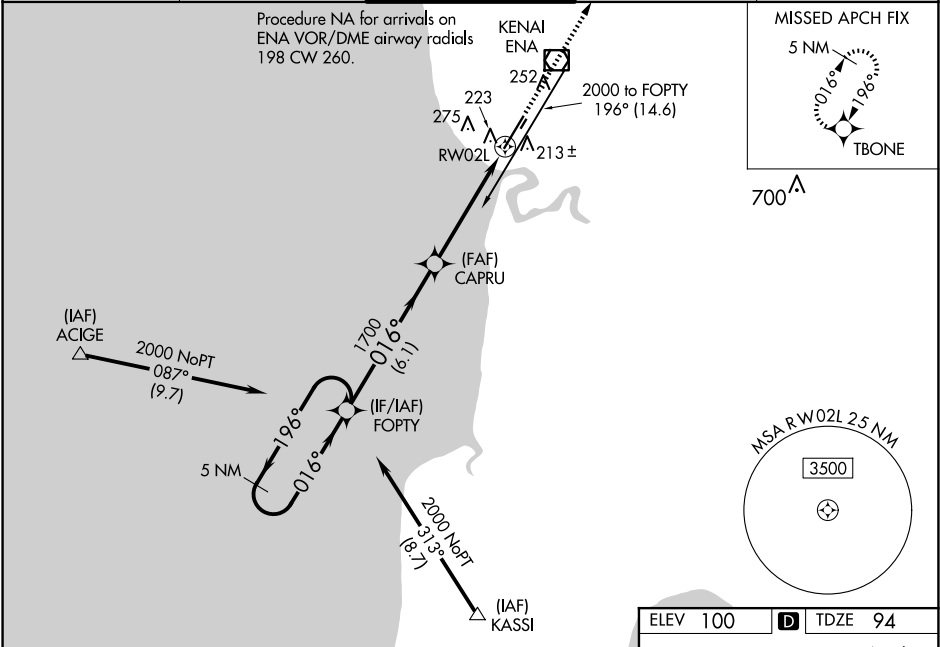 Procedure NA for arrivals on
ENA VOR/DME airway radials
198 CW 260.
KENAI
ENA
252
2000 to FOPTY
196° (14.6)
223
275
RW02L
213±
MISSED APCH FIX
5 NM
016°
196°
TBONE
700
(FAF)
CAPRU
1700
016°
(6.1)
(IAF)
ACIGE
2000 NoPT
087°
(9.7)
(IF/IAF)
FOPTY
196°
016°
5 NM
2000 NoPT
313°
(8.7)
(IAF)
KASSI
MSA RW02L 25 NM
3500
ELEV 100 D TDZE 94